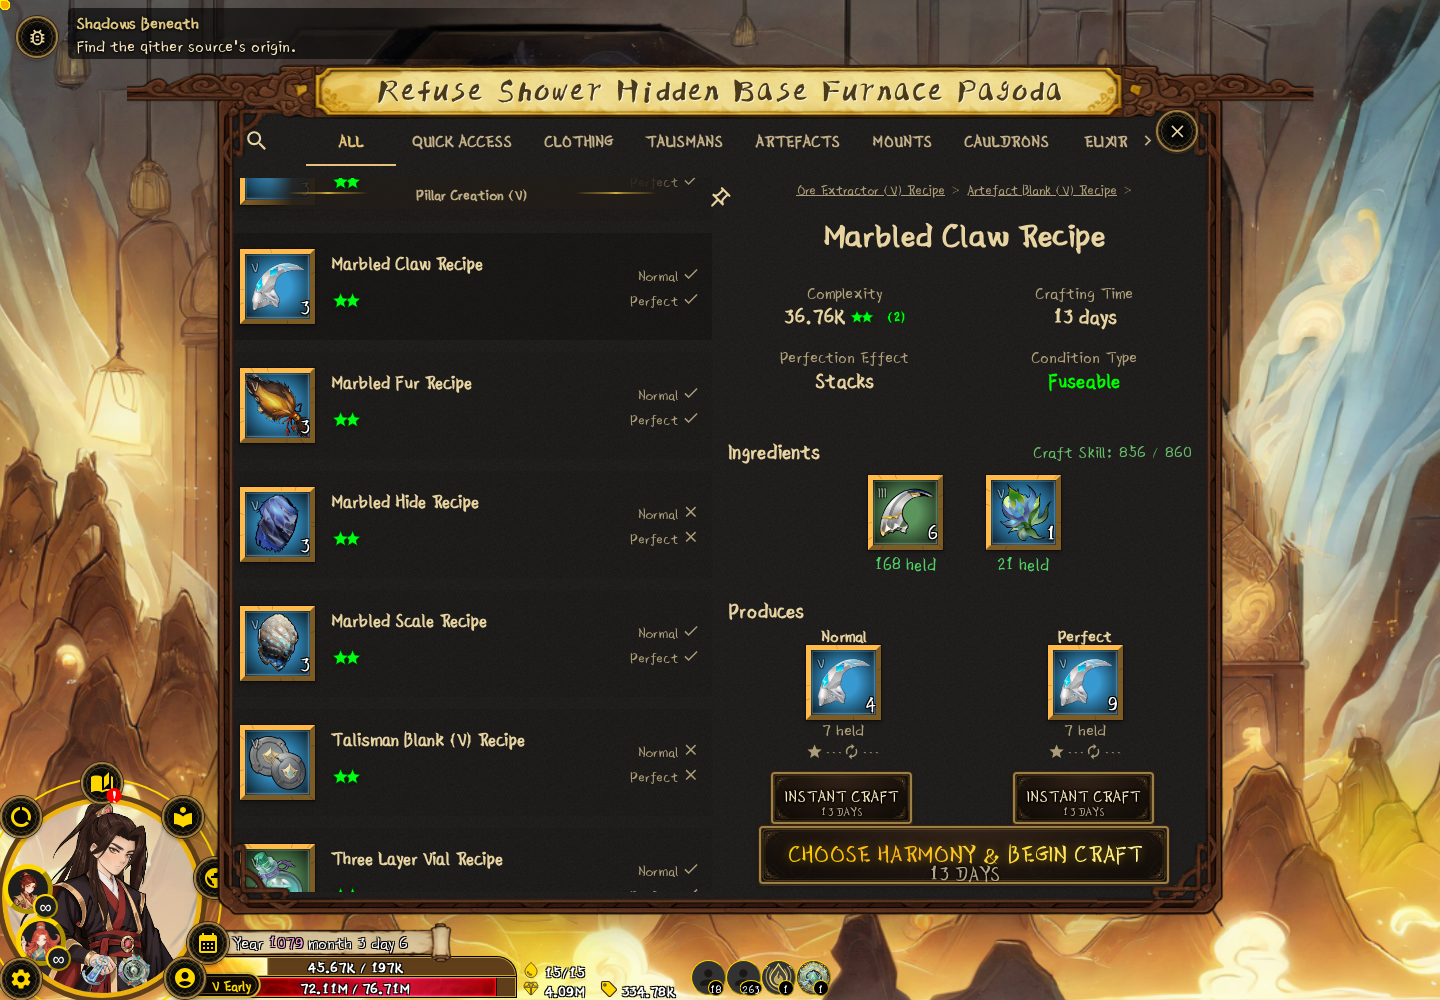 Shadows Beneath
Find the qither source's origin.
Refuse Shower Hidden Base Furnace Pagoda
ALL QUICK ACCESS CLOTHING TALISMANS ARTEFACTS MOUNTS CAULDRONS ELIXIR
Perfect
Pillar Creation (V)
Ore Extractor (V) Recipe > Artefact Blank (V) Recipe >
Marbled Claw Recipe
V
3
Marbled Claw Recipe
Normal
Perfect
Complexity
36.76K (2)
Crafting Time
13 days
Perfection Effect
Stacks
Condition Type
Fuseable
V
3
Marbled Fur Recipe
Normal
Perfect
Ingredients
Craft Skill: 856 / 860
III
6
168 held
V
1
21 held
V
3
Marbled Hide Recipe
Normal
Perfect
V
3
Marbled Scale Recipe
Normal
Perfect
Produces
Normal
V
4
7 held
--- ---
Perfect
V
9
7 held
--- ---
V
Talisman Blank (V) Recipe
Normal
Perfect
INSTANT CRAFT
13 DAYS
INSTANT CRAFT
13 DAYS
CHOOSE HARMONY & BEGIN CRAFT
13 DAYS
Three Layer Vial Recipe
Normal
∞
∞
Year 1079 month 3 day 6
45.67K / 197K
V Early
72.11M / 76.71M
15/15
4.09M
334.78K
18
263
1
1